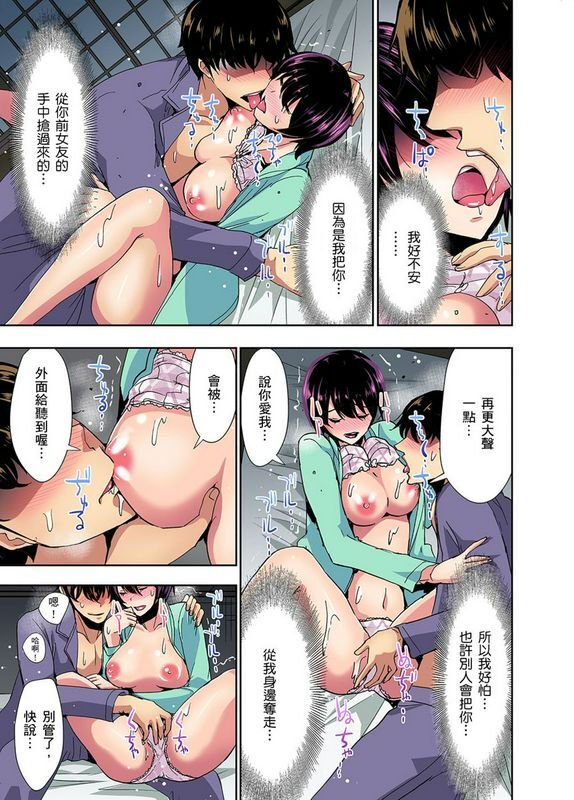 我好不安
……
因為是我把你…
從你前女友的
手中搶過來的…
再更大聲
一點…
說你愛我…
所以我好怕…
也許別人會把你…
從我身邊奪走…
會被…
外面給聽到喔…
嗯！
哈啊！
別管了，
快說…